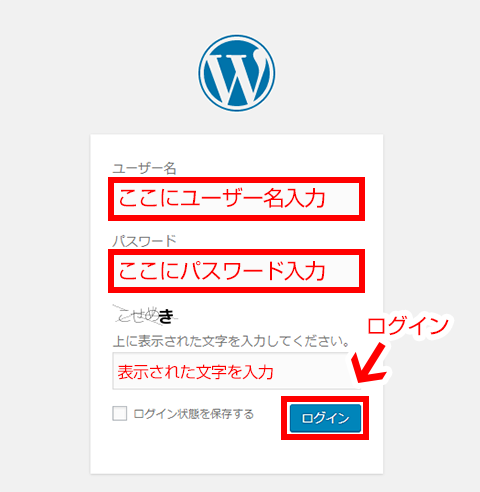 ユーザー名
ここにユーザー名入力
パスワード
ここにパスワード入力
こせめき
ログイン
上に表示された文字を入力してください。
表示された文字を入力
ログイン状態を保存する
ログイン